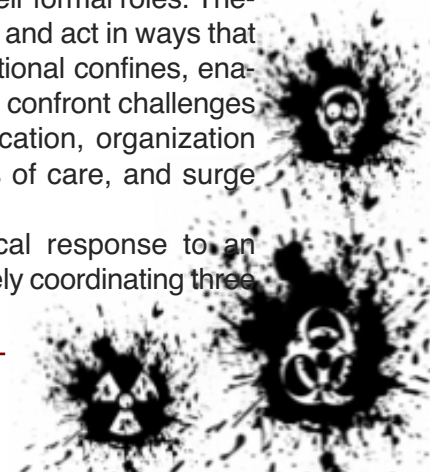 eir formal roles. The-
and act in ways that
tional confines, ena-
confront challenges
cation, organization
of care, and surge
cal response to an
ely coordinating three